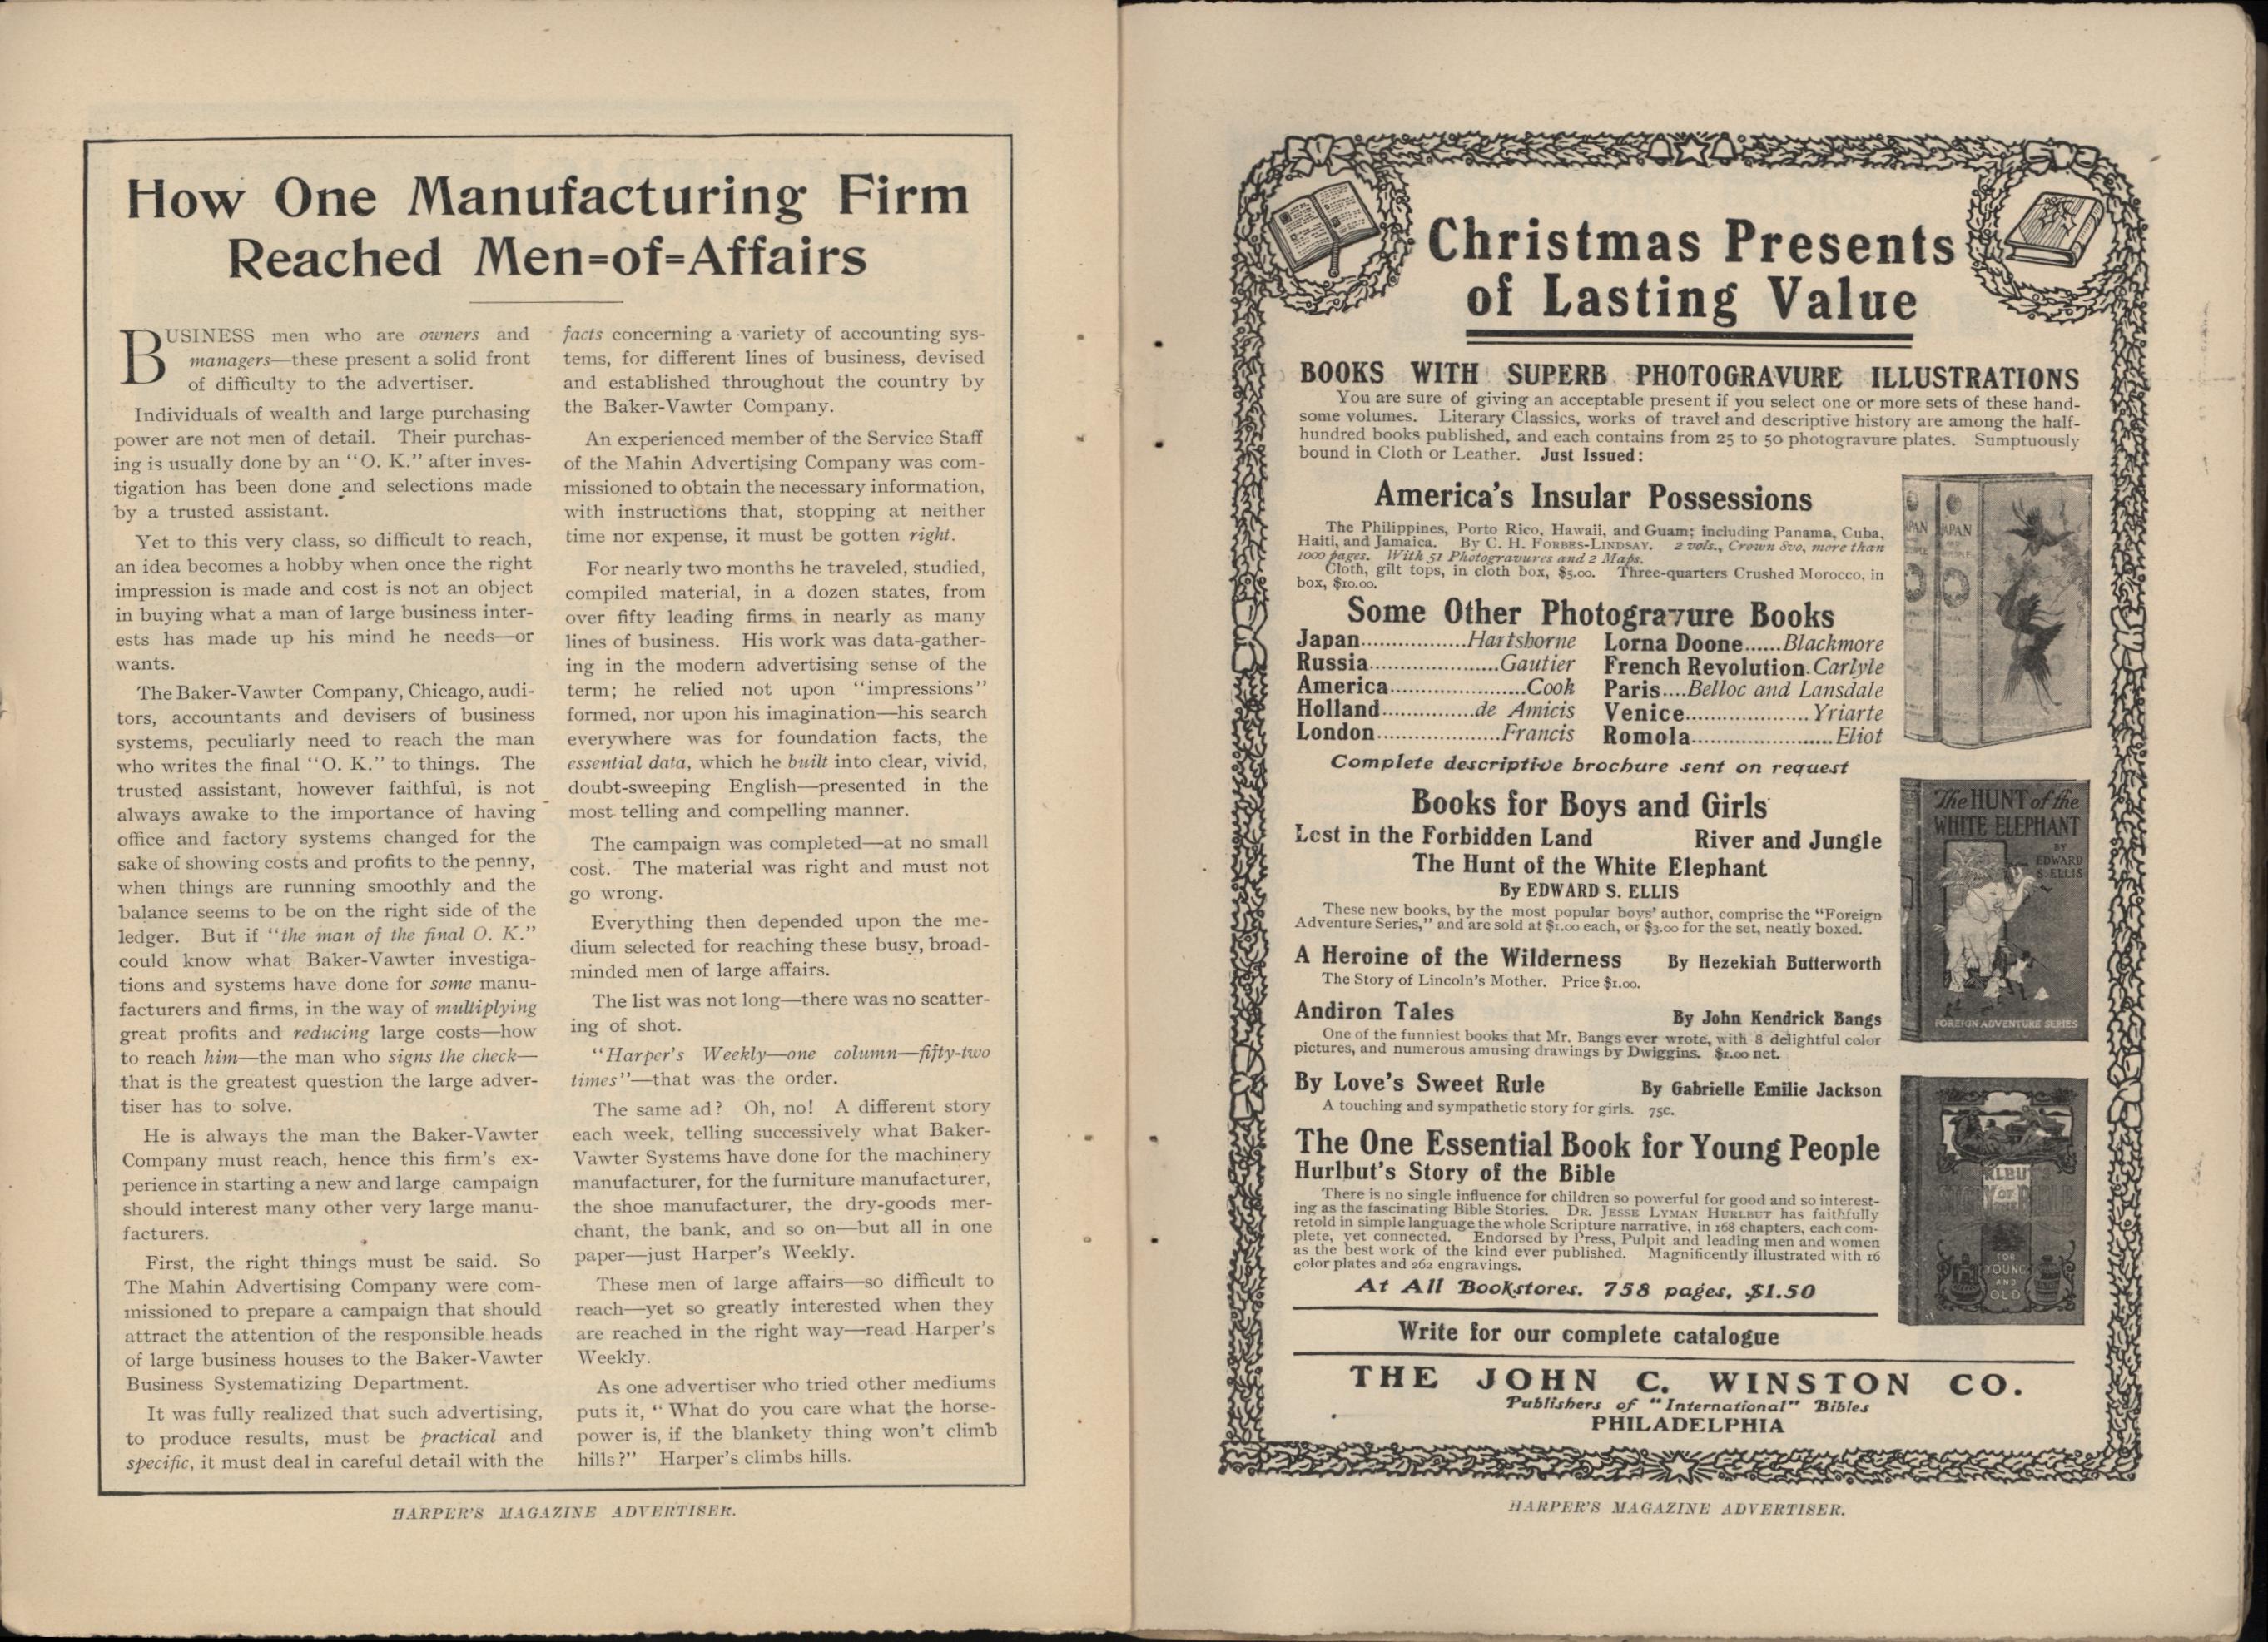 How One Manufacturing Firm
Reached Men-of-Affairs
BUSINESS men who are owners and
managers—these present a solid front
of difficulty to the advertiser.
Individuals of wealth and large purchasing
power are not men of detail. Their purchas-
ing is usually done by an "O. K." after inves-
tigation has been done and selections made
by a trusted assistant.
Yet to this very class, so difficult to reach,
an idea becomes a hobby when once the right
impression is made and cost is not an object
in buying what a man of large business inter-
ests has made up his mind he needs—or
wants.
The Baker-Vawter Company, Chicago, audi-
tors, accountants and devisers of business
systems, peculiarly need to reach the man
who writes the final "O. K." to things. The
trusted assistant, however faithful, is not
always awake to the importance of having
office and factory systems changed for the
sake of showing costs and profits to the penny,
when things are running smoothly and the
balance seems to be on the right side of the
ledger. But if "the man of the final O. K."
could know what Baker-Vawter investiga-
tions and systems have done for some manu-
facturers and firms, in the way of multiplying
great profits and reducing large costs—how
to reach him—the man who signs the check—
that is the greatest question the large adver-
tiser has to solve.
He is always the man the Baker-Vawter
Company must reach, hence this firm's ex-
perience in starting a new and large campaign
should interest many other very large manu-
facturers.
First, the right things must be said. So
The Mahin Advertising Company were com-
missioned to prepare a campaign that should
attract the attention of the responsible heads
of large business houses to the Baker-Vawter
Business Systematizing Department.
It was fully realized that such advertising,
to produce results, must be practical and
specific, it must deal in careful detail with the
facts concerning a variety of accounting sys-
tems, for different lines of business, devised
and established throughout the country by
the Baker-Vawter Company.
An experienced member of the Service Staff
of the Mahin Advertising Company was com-
missioned to obtain the necessary information,
with instructions that, stopping at neither
time nor expense, it must be gotten right.
For nearly two months he traveled, studied,
compiled material, in a dozen states, from
over fifty leading firms in nearly as many
lines of business. His work was data-gather-
ing in the modern advertising sense of the
term; he relied not upon "impressions"
formed, nor upon his imagination—his search
everywhere was for foundation facts, the
essential data, which he built into clear, vivid,
doubt-sweeping English—presented in the
most telling and compelling manner.
The campaign was completed—at no small
cost. The material was right and must not
go wrong.
Everything then depended upon the me-
dium selected for reaching these busy, broad-
minded men of large affairs.
The list was not long—there was no scatter-
ing of shot.
"Harper's Weekly—one column—fifty-two
times"—that was the order.
The same ad? Oh, no! A different story
each week, telling successively what Baker-
Vawter Systems have done for the machinery
manufacturer, for the furniture manufacturer,
the shoe manufacturer, the dry-goods mer-
chant, the bank, and so on—but all in one
paper—just Harper's Weekly.
These men of large affairs—so difficult to
reach—yet so greatly interested when they
are reached in the right way—read Harper's
Weekly.
As one advertiser who tried other mediums
puts it, "What do you care what the horse-
power is, if the blankety thing won't climb
hills?" Harper's climbs hills.
HARPER'S MAGAZINE ADVERTISER.
Christmas Presents
of Lasting Value
BOOKS WITH SUPERB PHOTOGRAVURE ILLUSTRATIONS
You are sure of giving an acceptable present if you select one or more sets of these hand-
some volumes. Literary Classics, works of travel and descriptive history are among the half-
hundred books published, and each contains from 25 to 50 photogravure plates. Sumptuously
bound in Cloth or Leather. Just Issued:
America's Insular Possessions
The Philippines, Porto Rico, Hawaii, and Guam; including Panama, Cuba,
Haiti, and Jamaica. By C. H. FORBES-LINDSAY. 2 vols., Crown 8vo, more than
1000 pages. With 51 Photogravures and 2 Maps.
Cloth, gilt tops, in cloth box, $5.00. Three-quarters Crushed Morocco, in
box, $10.00.
Some Other Photogravure Books
Japan.................Hartshorne Lorna Doone......Blackmore
Russia.....................Gautier French Revolution.Carlyle
America......................Cook Paris....Belloc and Lansdale
Holland...............de Amicis Venice....................Yriarte
London....................Francis Romola.......................Eliot
Complete descriptive brochure sent on request
Books for Boys and Girls
Lost in the Forbidden Land River and Jungle
The Hunt of the White Elephant
By EDWARD S. ELLIS
These new books, by the most popular boys' author, comprise the "Foreign
Adventure Series," and are sold at $1.00 each, or $3.00 for the set, neatly boxed.
A Heroine of the Wilderness By Hezekiah Butterworth
The Story of Lincoln's Mother. Price $1.00.
Andiron Tales By John Kendrick Bangs
One of the funniest books that Mr. Bangs ever wrote, with 8 delightful color
pictures, and numerous amusing drawings by Dwiggins. $1.00 net.
By Love's Sweet Rule By Gabrielle Emilie Jackson
A touching and sympathetic story for girls. 75c.
The One Essential Book for Young People
Hurlbut's Story of the Bible
There is no single influence for children so powerful for good and so interest-
ing as the fascinating Bible Stories. DR. JESSE LYMAN HURLBUT has faithfully
retold in simple language the whole Scripture narrative, in 168 chapters, each com-
plete, yet connected. Endorsed by Press, Pulpit and leading men and women
as the best work of the kind ever published. Magnificently illustrated with 16
color plates and 262 engravings.
At All Bookstores. 758 pages. $1.50
Write for our complete catalogue
THE JOHN C. WINSTON CO.
Publishers of "International" Bibles
PHILADELPHIA
JAPAN
The HUNT of the
WHITE ELEPHANT
BY
EDWARD
S. ELLIS
FOREIGN ADVENTURE SERIES
FOR
YOUNG
AND
OLD
HARPER'S MAGAZINE ADVERTISER.